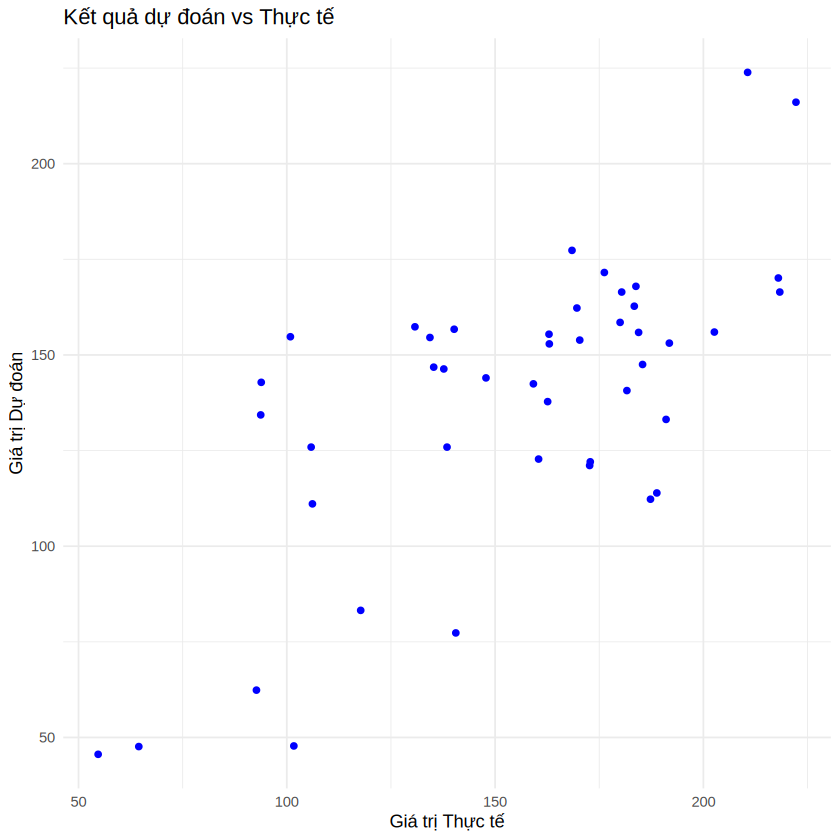 Kết quả dự đoán vs Thực tế
Giá trị Dự đoán
200
150
100
50
50
100
150
200
Giá trị Thực tế